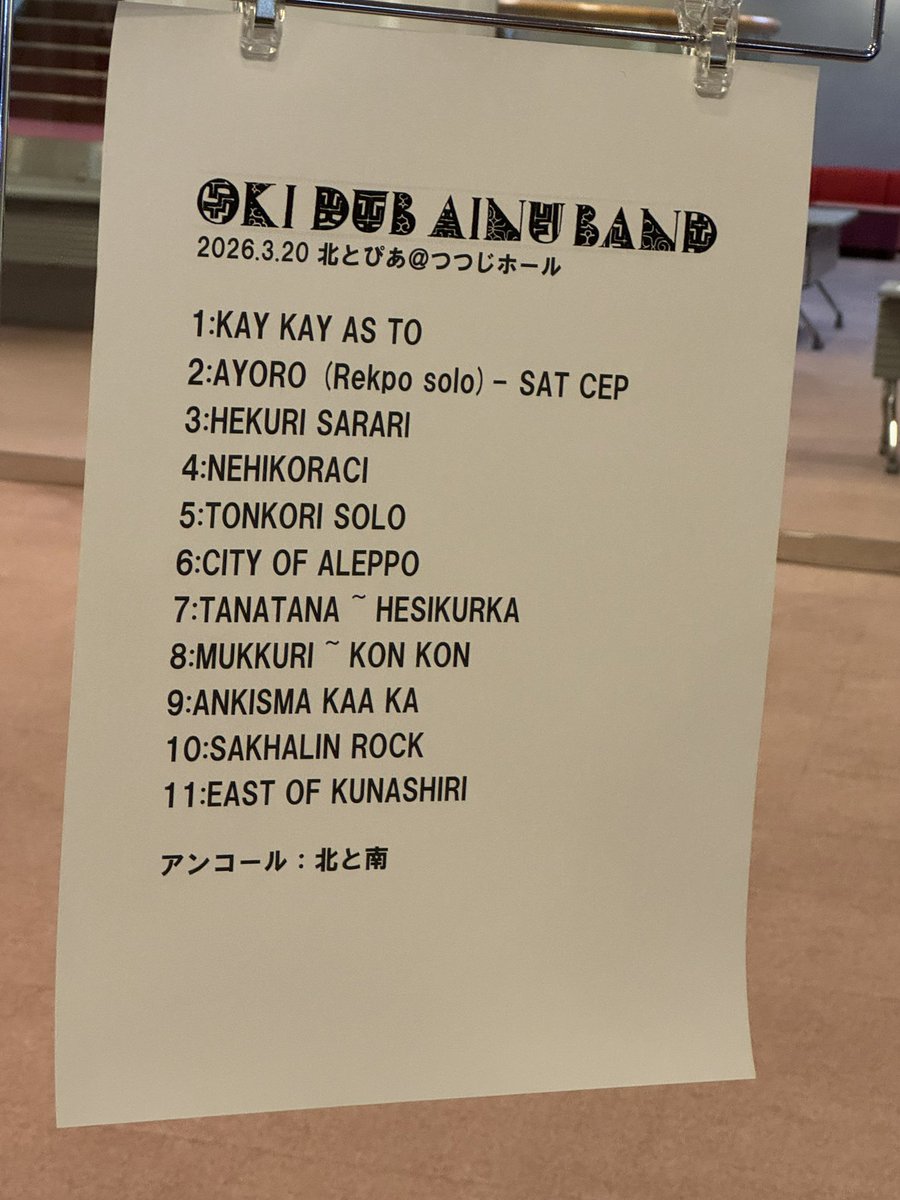 OKI DUB AINU BAND
2026.3.20 北とぴあ@つつじホール
1:KAY KAY AS TO
2:AYORO (Rekpo solo) - SAT CEP
3:HEKURI SARARI
4:NEHIKORACI
5:TONKORI SOLO
6:CITY OF ALEPPO
7:TANATANA ~ HESIKURKA
8:MUKKURI ~ KON KON
9:ANKISMA KAA KA
10:SAKHALIN ROCK
11:EAST OF KUNASHIRI
アンコール：北と南